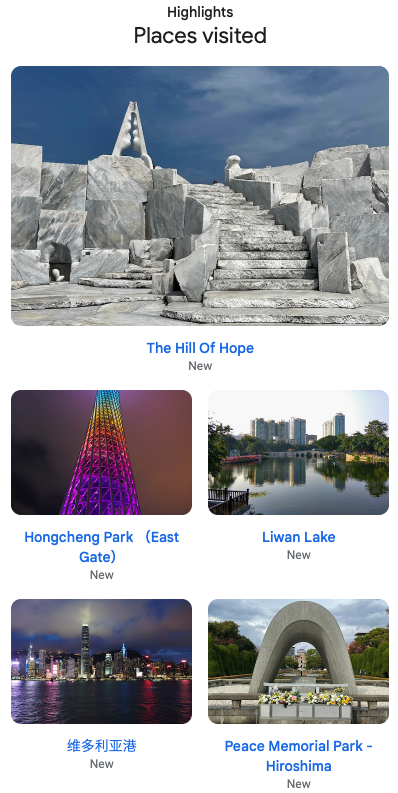 Highlights
Places visited
The Hill Of Hope
New
Hongcheng Park （East
Gate）
New
Liwan Lake
New
维多利亚港
New
Peace Memorial Park -
Hiroshima
New